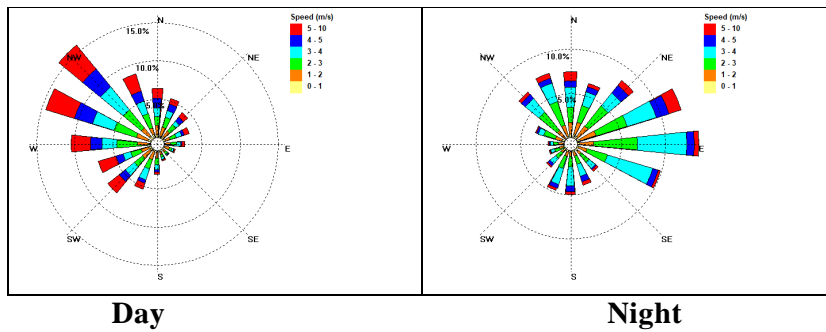 N
15.0%
10.0%
5.0%
NW
NE
W
E
SW
SE
S
Speed (m/s)
5 - 10
4 - 5
3 - 4
2 - 3
1 - 2
0 - 1
N
10.0%
5.0%
NW
NE
W
E
SW
SE
S
Speed (m/s)
5 - 10
4 - 5
3 - 4
2 - 3
1 - 2
0 - 1
Day
Night